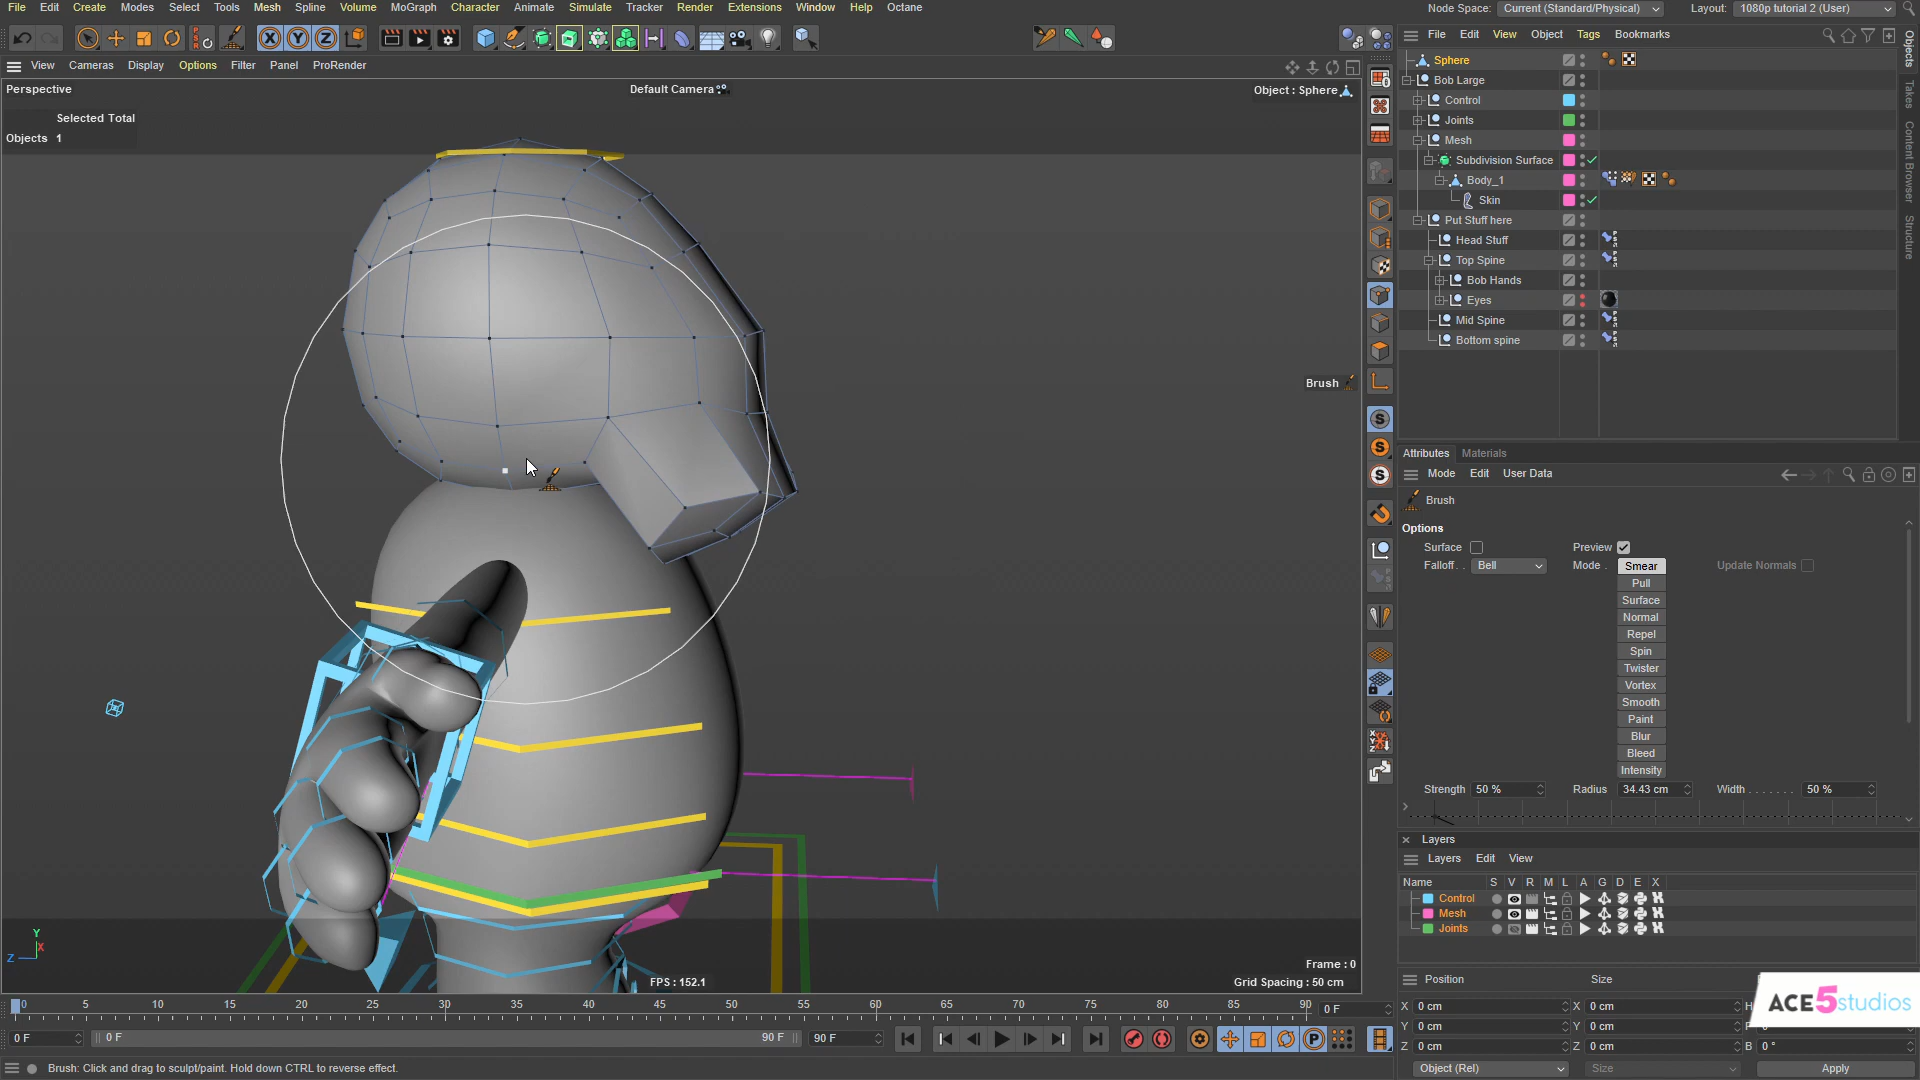 File Edit Create Modes Select Tools Mesh Spline Volume MoGraph Character Animate Simulate Tracker Render Extensions Window Help Octane
Node Space: Current (Standard/Physical) Layout: 1080p tutorial 2 (User)
View Cameras Display Options Filter Panel ProRender
File Edit View Object Tags Bookmarks
Perspective
Default Camera
Object : Sphere
Selected Total
Objects 1
Sphere
Bob Large
Control
Joints
Mesh
Subdivision Surface
Body_1
Skin
Put Stuff here
Head Stuff
Top Spine
Bob Hands
Eyes
Mid Spine
Bottom spine
Objects
Takes
Content Browser
Structure
Brush
Attributes Materials
Mode Edit User Data
Brush
Options
Surface Preview
Falloff . . Bell Mode . Smear Update Normals
Pull
Surface
Normal
Repel
Spin
Twister
Vortex
Smooth
Paint
Blur
Bleed
Intensity
Strength 50 % Radius 34.43 cm Width . . . . . . . 50 %
Layers
Layers Edit View
Name S V R M L A G D E X
Control
Mesh
Joints
Y
X
Z
FPS : 152.1
Frame : 0
Grid Spacing : 50 cm
Position Size
X 0 cm X 0 cm H
Y 0 cm Y 0 cm
Z 0 cm Z 0 cm B 0 °
Object (Rel) Size Apply
ACE5studios
0 5 10 15 20 25 30 35 40 45 50 55 60 65 70 75 80 85 90 0 F
0 F 0 F 90 F 90 F
Brush: Click and drag to sculpt/paint. Hold down CTRL to reverse effect.